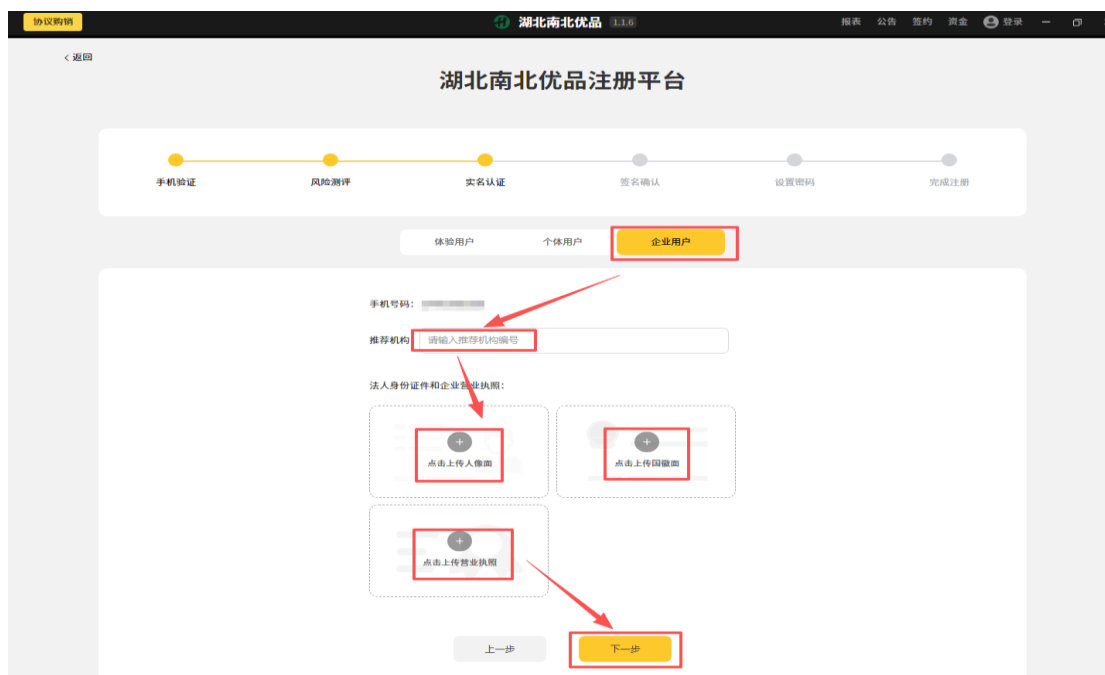 协议购销
湖北南北优品 1.1.6
报表 公告 签约 资金 登录
< 返回
湖北南北优品注册平台
手机验证 风险测评 实名认证 签名确认 设置密码 完成注册
体验用户 个体用户 企业用户
手机号码：
推荐机构 请输入推荐机构编号
法人身份证件和企业营业执照：
点击上传人像面 点击上传国徽面
点击上传营业执照
上一步 下一步